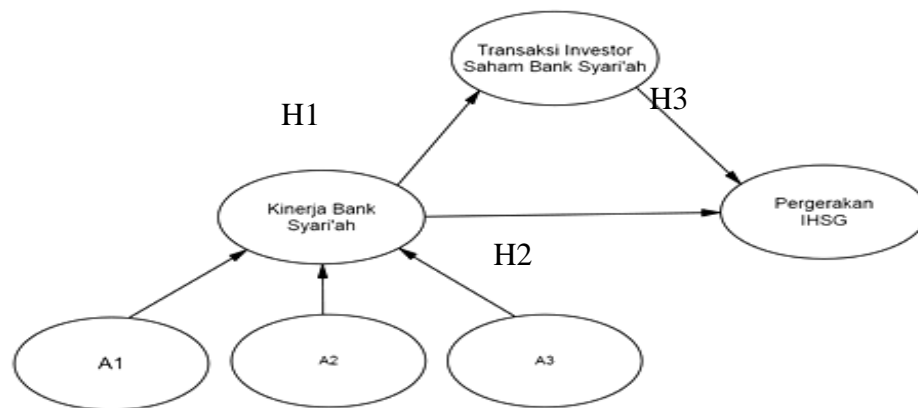 Transaksi Investor
Saham Bank Syari'ah
H1
H3
Kinerja Bank
Syari'ah
Pergerakan
IHSG
H2
A1
A2
A3